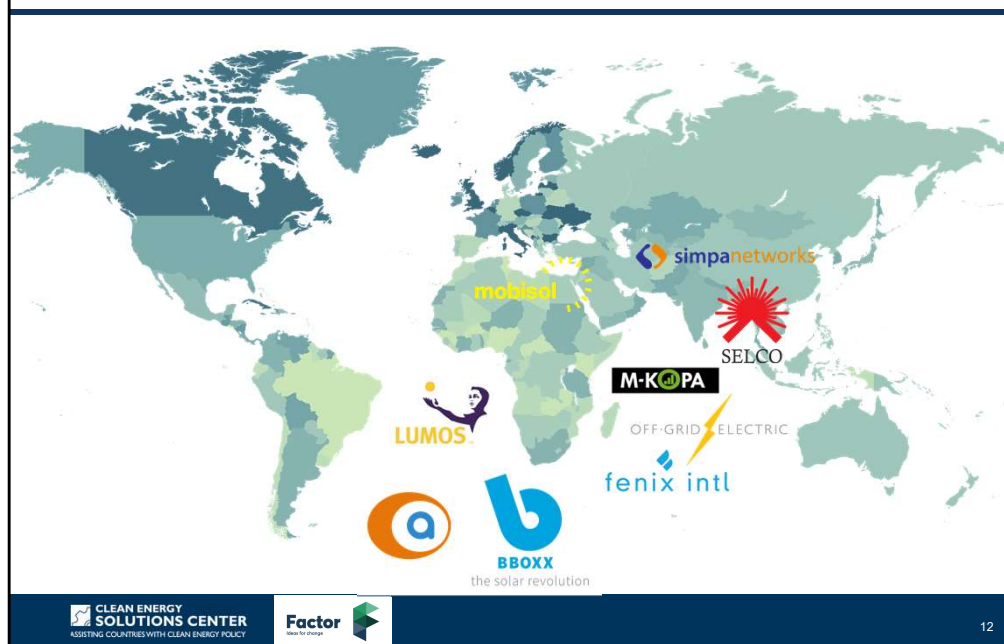 simpanetworks
mobisol
SELCO
M-KOPA
LUMOS
OFF-GRID ELECTRIC
fenix intl
a
BBOXX
the solar revolution
CLEAN ENERGY
SOLUTIONS CENTER
ASSISTING COUNTRIES WITH CLEAN ENERGY POLICY
Factor
Ideas for change
12